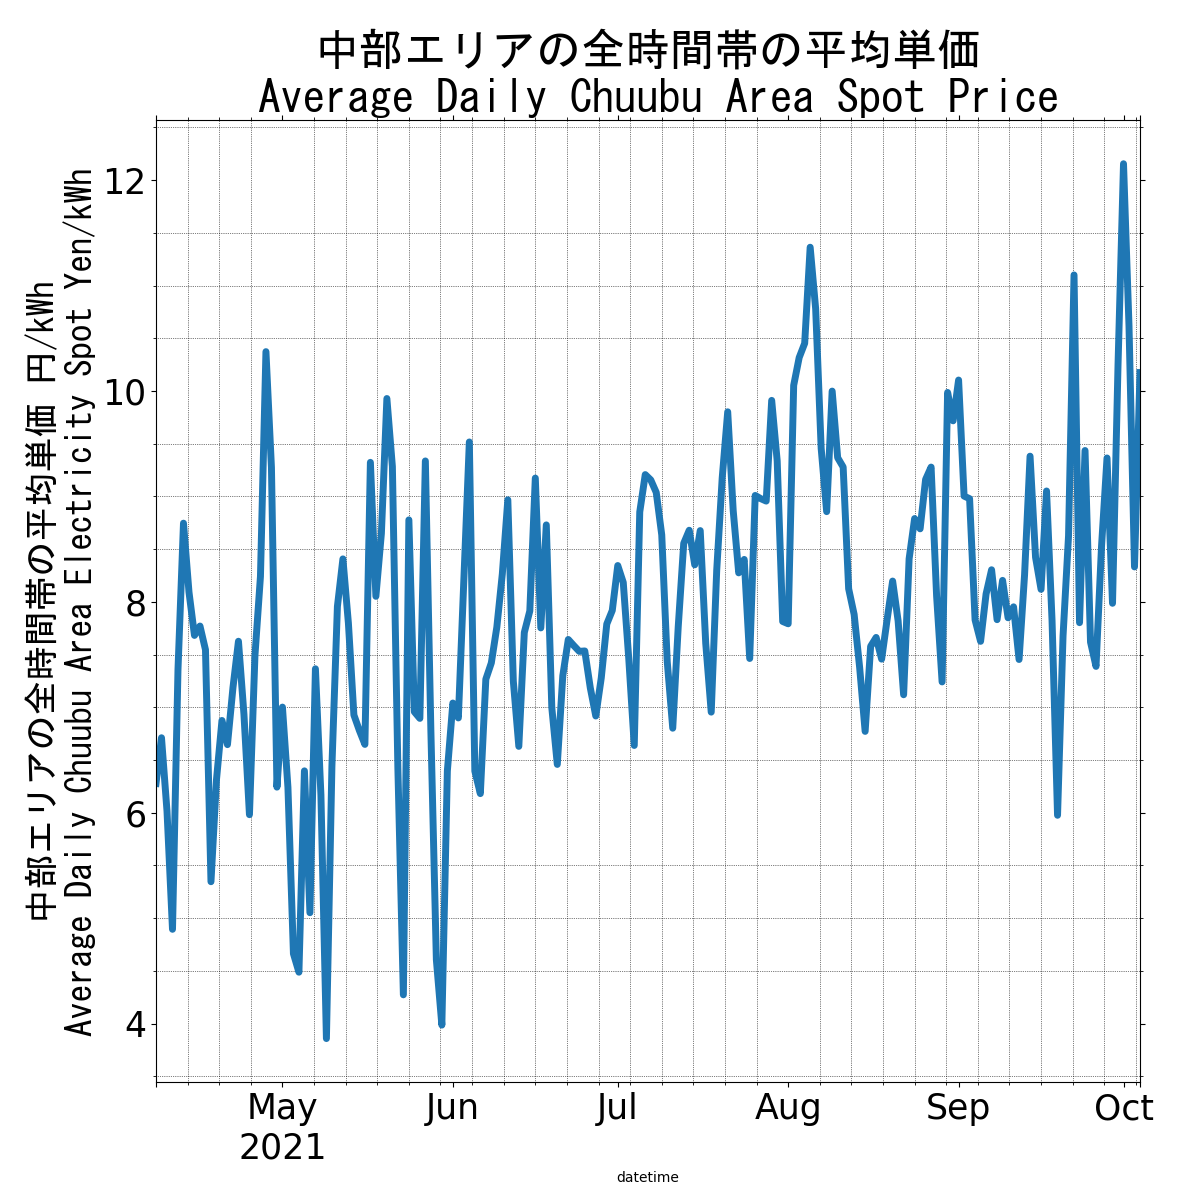 中部エリアの全時間帯の平均単価
Average Daily Chuubu Area Spot Price
中部エリアの全時間帯の平均単価 円/kWh
Average Daily Chuubu Area Electricity Spot Yen/kWh
12
10
8
6
4
May
2021
Jun
Jul
Aug
Sep
Oct
datetime